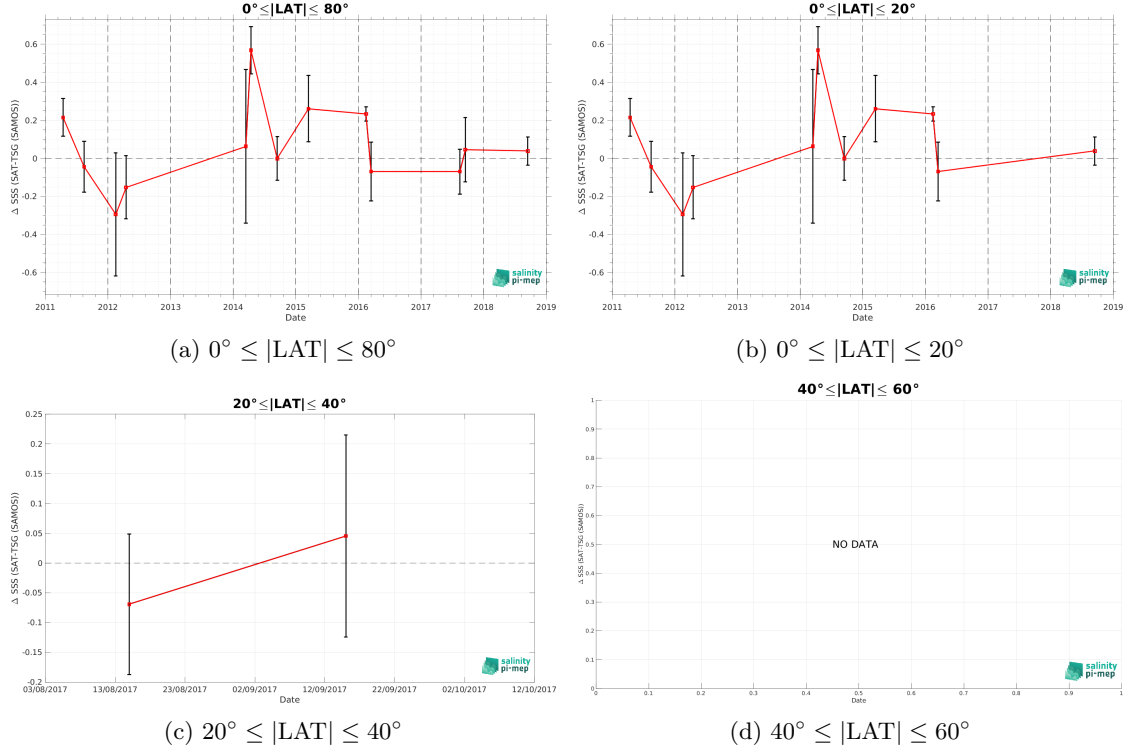 0°≤|LAT|≤ 80°
Δ SSS (SAT-TSG (SAMOS))
0.6
0.4
0.2
0
-0.2
-0.4
-0.6
2011 2012 2013 2014 2015 2016 2017 2018 2019
Date
salinity
pi-mep
(a) 0° ≤ |LAT| ≤ 80°
0°≤|LAT|≤ 20°
Δ SSS (SAT-TSG (SAMOS))
0.6
0.4
0.2
0
-0.2
-0.4
-0.6
2011 2012 2013 2014 2015 2016 2017 2018 2019
Date
salinity
pi-mep
(b) 0° ≤ |LAT| ≤ 20°
20°≤|LAT|≤ 40°
Δ SSS (SAT-TSG (SAMOS))
0.25
0.2
0.15
0.1
0.05
0
-0.05
-0.1
-0.15
-0.2
03/08/2017 13/08/2017 23/08/2017 02/09/2017 12/09/2017 22/09/2017 02/10/2017 12/10/2017
Date
salinity
pi-mep
(c) 20° ≤ |LAT| ≤ 40°
40°≤|LAT|≤ 60°
Δ SSS (SAT-TSG (SAMOS))
1
0.9
0.8
0.7
0.6
0.5
0.4
0.3
0.2
0.1
0
NO DATA
0 0.1 0.2 0.3 0.4 0.5 0.6 0.7 0.8 0.9 1
Date
salinity
pi-mep
(d) 40° ≤ |LAT| ≤ 60°